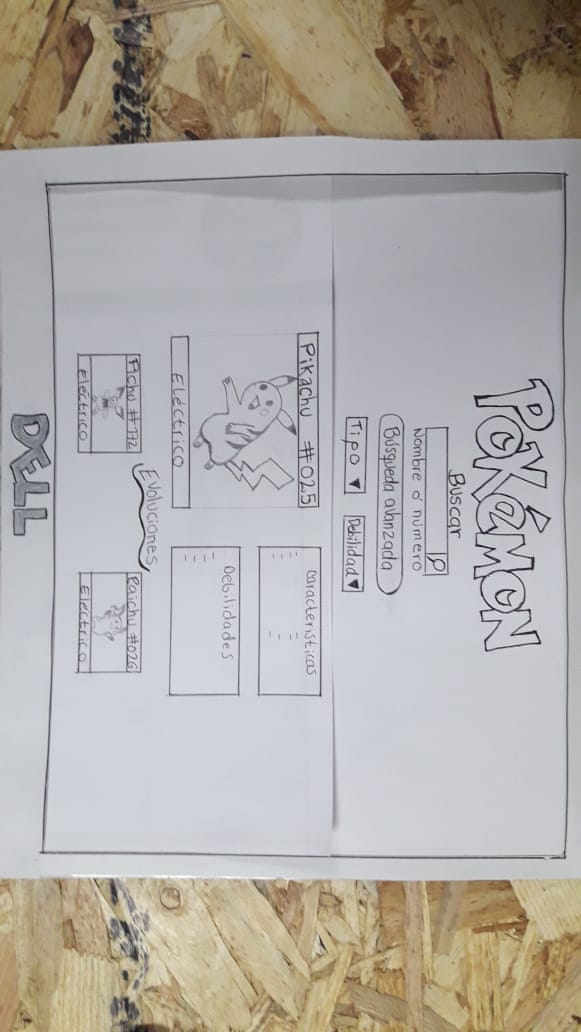 POKÉMON
Buscar
Nombre ó número
Búsqueda avanzada
Tipo ▼ Debilidad ▼
Pikachu #025
Características
Debilidades
Eléctrico
Evoluciones
Pichu #172
Raichu #026
Eléctrico
Eléctrico
DELL